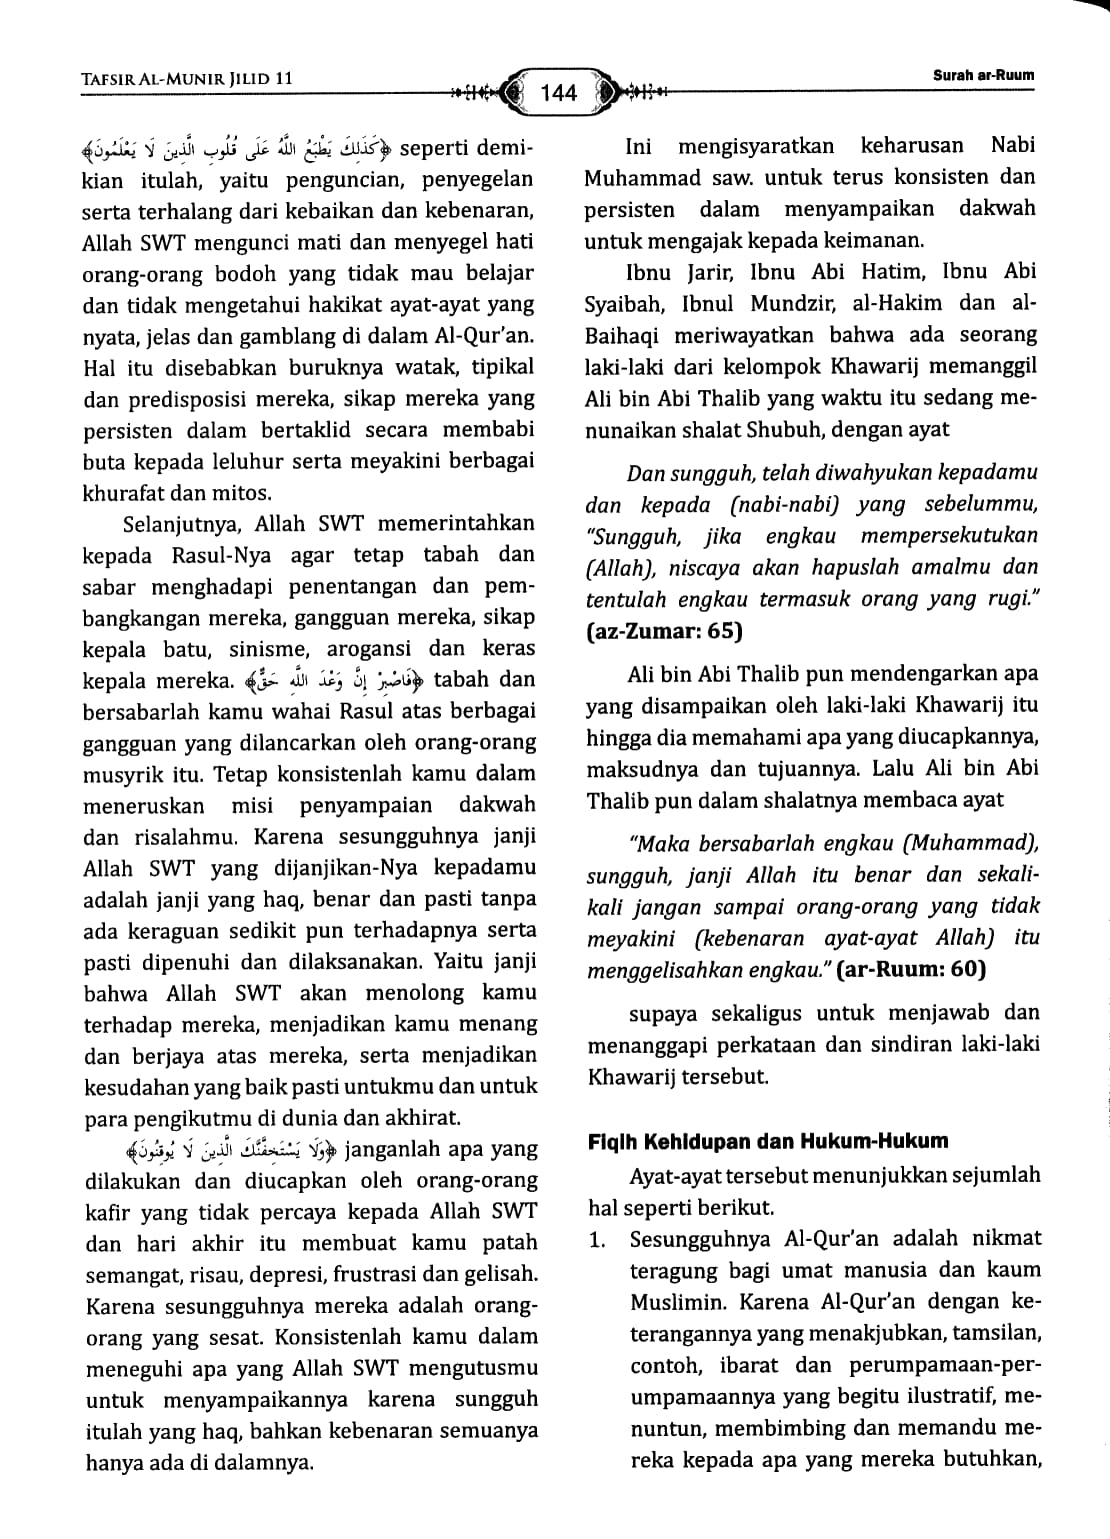 TAFSIR AL-MUNIR JILID 11
144
Surah ar-Ruum
﴿كَذَلِكَ يَطْبَعُ اللَّهُ عَلَى قُلُوبِ الَّذِينَ لَا يَعْلَمُونَ﴾ seperti demi-
kian itulah, yaitu penguncian, penyegelan
serta terhalang dari kebaikan dan kebenaran,
Allah SWT mengunci mati dan menyegel hati
orang-orang bodoh yang tidak mau belajar
dan tidak mengetahui hakikat ayat-ayat yang
nyata, jelas dan gamblang di dalam Al-Qur’an.
Hal itu disebabkan buruknya watak, tipikal
dan predisposisi mereka, sikap mereka yang
persisten dalam bertaklid secara membabi
buta kepada leluhur serta meyakini berbagai
khurafat dan mitos.
Selanjutnya, Allah SWT memerintahkan
kepada Rasul-Nya agar tetap tabah dan
sabar menghadapi penentangan dan pem-
bangkangan mereka, gangguan mereka, sikap
kepala batu, sinisme, arogansi dan keras
kepala mereka. ﴿فَاصْبِرْ إِنَّ وَعْدَ اللَّهِ حَقٌّ﴾ tabah dan
bersabarlah kamu wahai Rasul atas berbagai
gangguan yang dilancarkan oleh orang-orang
musyrik itu. Tetap konsistenlah kamu dalam
meneruskan misi penyampaian dakwah
dan risalahmu. Karena sesungguhnya janji
Allah SWT yang dijanjikan-Nya kepadamu
adalah janji yang haq, benar dan pasti tanpa
ada keraguan sedikit pun terhadapnya serta
pasti dipenuhi dan dilaksanakan. Yaitu janji
bahwa Allah SWT akan menolong kamu
terhadap mereka, menjadikan kamu menang
dan berjaya atas mereka, serta menjadikan
kesudahan yang baik pasti untukmu dan untuk
para pengikutmu di dunia dan akhirat.
﴿وَلَا يَسْتَخِفَّنَّكَ الَّذِينَ لَا يُوقِنُونَ﴾ janganlah apa yang
dilakukan dan diucapkan oleh orang-orang
kafir yang tidak percaya kepada Allah SWT
dan hari akhir itu membuat kamu patah
semangat, risau, depresi, frustrasi dan gelisah.
Karena sesungguhnya mereka adalah orang-
orang yang sesat. Konsistenlah kamu dalam
meneguhi apa yang Allah SWT mengutusmu
untuk menyampaikannya karena sungguh
itulah yang haq, bahkan kebenaran semuanya
hanya ada di dalamnya.
Ini mengisyaratkan keharusan Nabi
Muhammad saw. untuk terus konsisten dan
persisten dalam menyampaikan dakwah
untuk mengajak kepada keimanan.
Ibnu Jarir, Ibnu Abi Hatim, Ibnu Abi
Syaibah, Ibnul Mundzir, al-Hakim dan al-
Baihaqi meriwayatkan bahwa ada seorang
laki-laki dari kelompok Khawarij memanggil
Ali bin Abi Thalib yang waktu itu sedang me-
nunaikan shalat Shubuh, dengan ayat
Dan sungguh, telah diwahyukan kepadamu
dan kepada (nabi-nabi) yang sebelummu,
“Sungguh, jika engkau mempersekutukan
(Allah), niscaya akan hapuslah amalmu dan
tentulah engkau termasuk orang yang rugi.”
(az-Zumar: 65)
Ali bin Abi Thalib pun mendengarkan apa
yang disampaikan oleh laki-laki Khawarij itu
hingga dia memahami apa yang diucapkannya,
maksudnya dan tujuannya. Lalu Ali bin Abi
Thalib pun dalam shalatnya membaca ayat
“Maka bersabarlah engkau (Muhammad),
sungguh, janji Allah itu benar dan sekali-
kali jangan sampai orang-orang yang tidak
meyakini (kebenaran ayat-ayat Allah) itu
menggelisahkan engkau.” (ar-Ruum: 60)
supaya sekaligus untuk menjawab dan
menanggapi perkataan dan sindiran laki-laki
Khawarij tersebut.
Fiqih Kehidupan dan Hukum-Hukum
Ayat-ayat tersebut menunjukkan sejumlah
hal seperti berikut.
1. Sesungguhnya Al-Qur’an adalah nikmat
teragung bagi umat manusia dan kaum
Muslimin. Karena Al-Qur’an dengan ke-
terangannya yang menakjubkan, tamsilan,
contoh, ibarat dan perumpamaan-per-
umpamaannya yang begitu ilustratif, me-
nuntun, membimbing dan memandu me-
reka kepada apa yang mereka butuhkan,